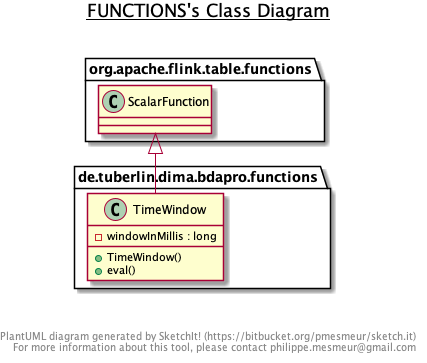 FUNCTIONS's Class Diagram
org.apache.flink.table.functions
C ScalarFunction
de.tuberlin.dima.bdapro.functions
C TimeWindow
windowInMillis : long
TimeWindow()
eval()
PlantUML diagram generated by SketchIt! (https://bitbucket.org/pmesmeur/sketch.it)
For more information about this tool, please contact philippe.mesmeur@gmail.com